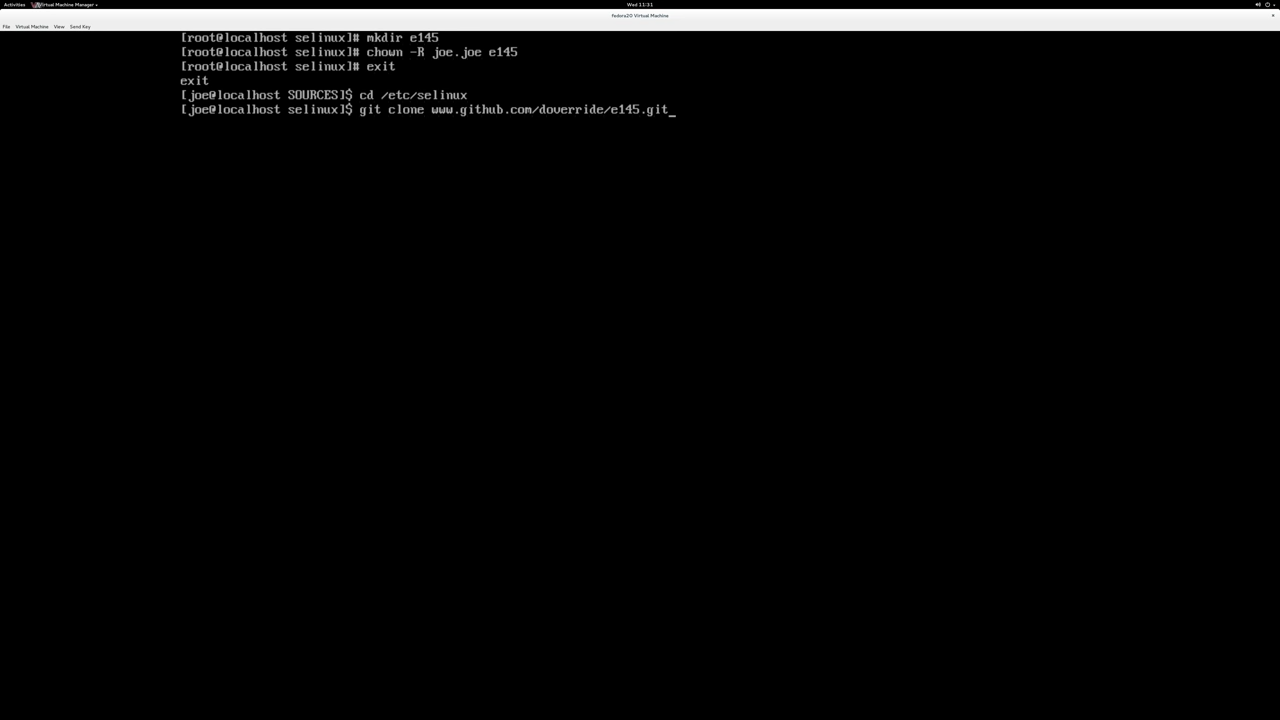 Activities Virtual Machine Manager
Wed 11:31
Fedora20 Virtual Machine
File Virtual Machine View Send Key
[root@localhost selinux]# mkdir e145
[root@localhost selinux]# chown -R joe.joe e145
[root@localhost selinux]# exit
exit
[joe@localhost SOURCES]$ cd /etc/selinux
[joe@localhost selinux]$ git clone www.github.com/doverride/e145.git_